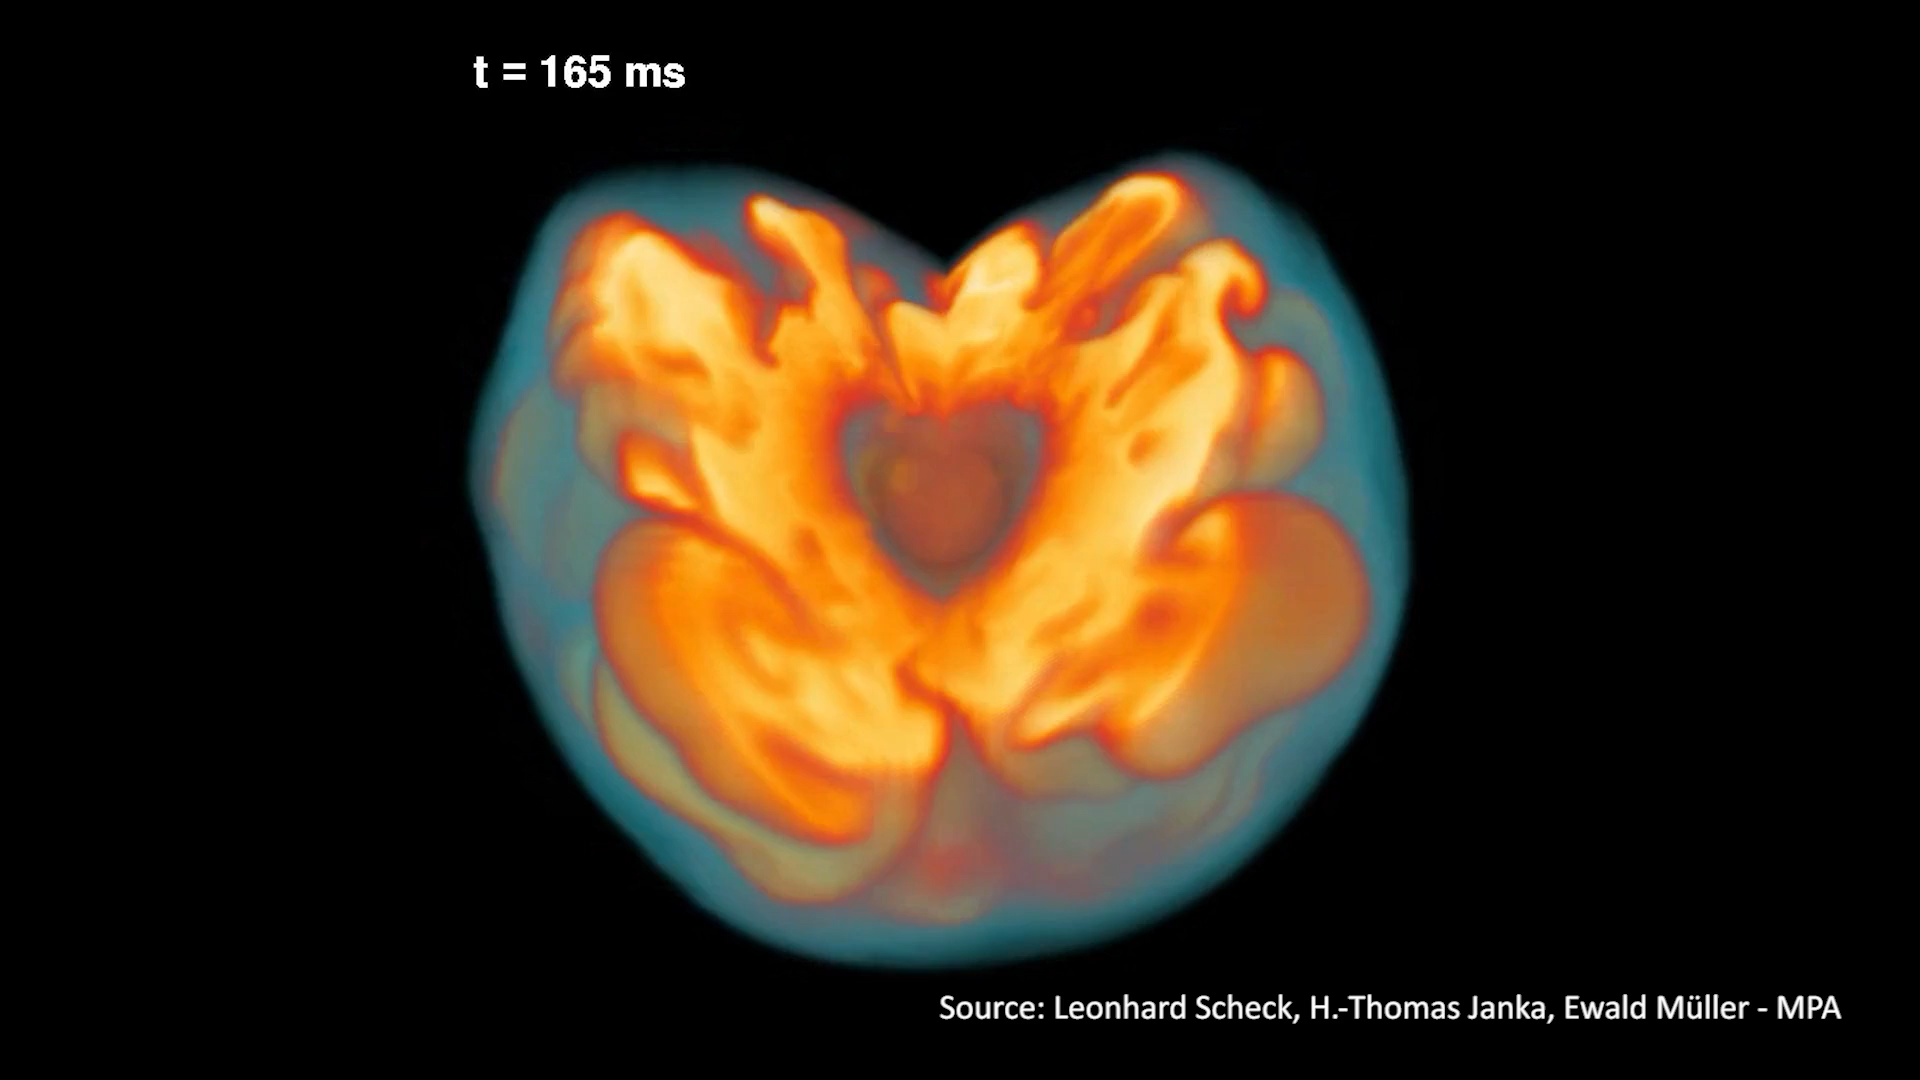 t = 165 ms
Source: Leonhard Scheck, H.-Thomas Janka, Ewald Müller - MPA